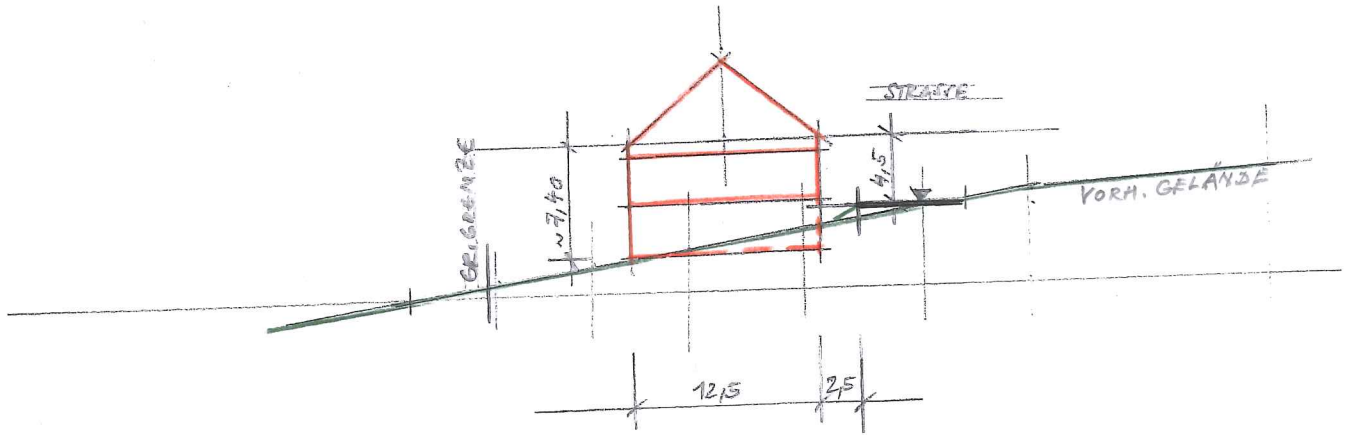 STRASSE
GR.GRENZE
~7,40
4,5
VORH. GELÄNDE
12,5
2,5